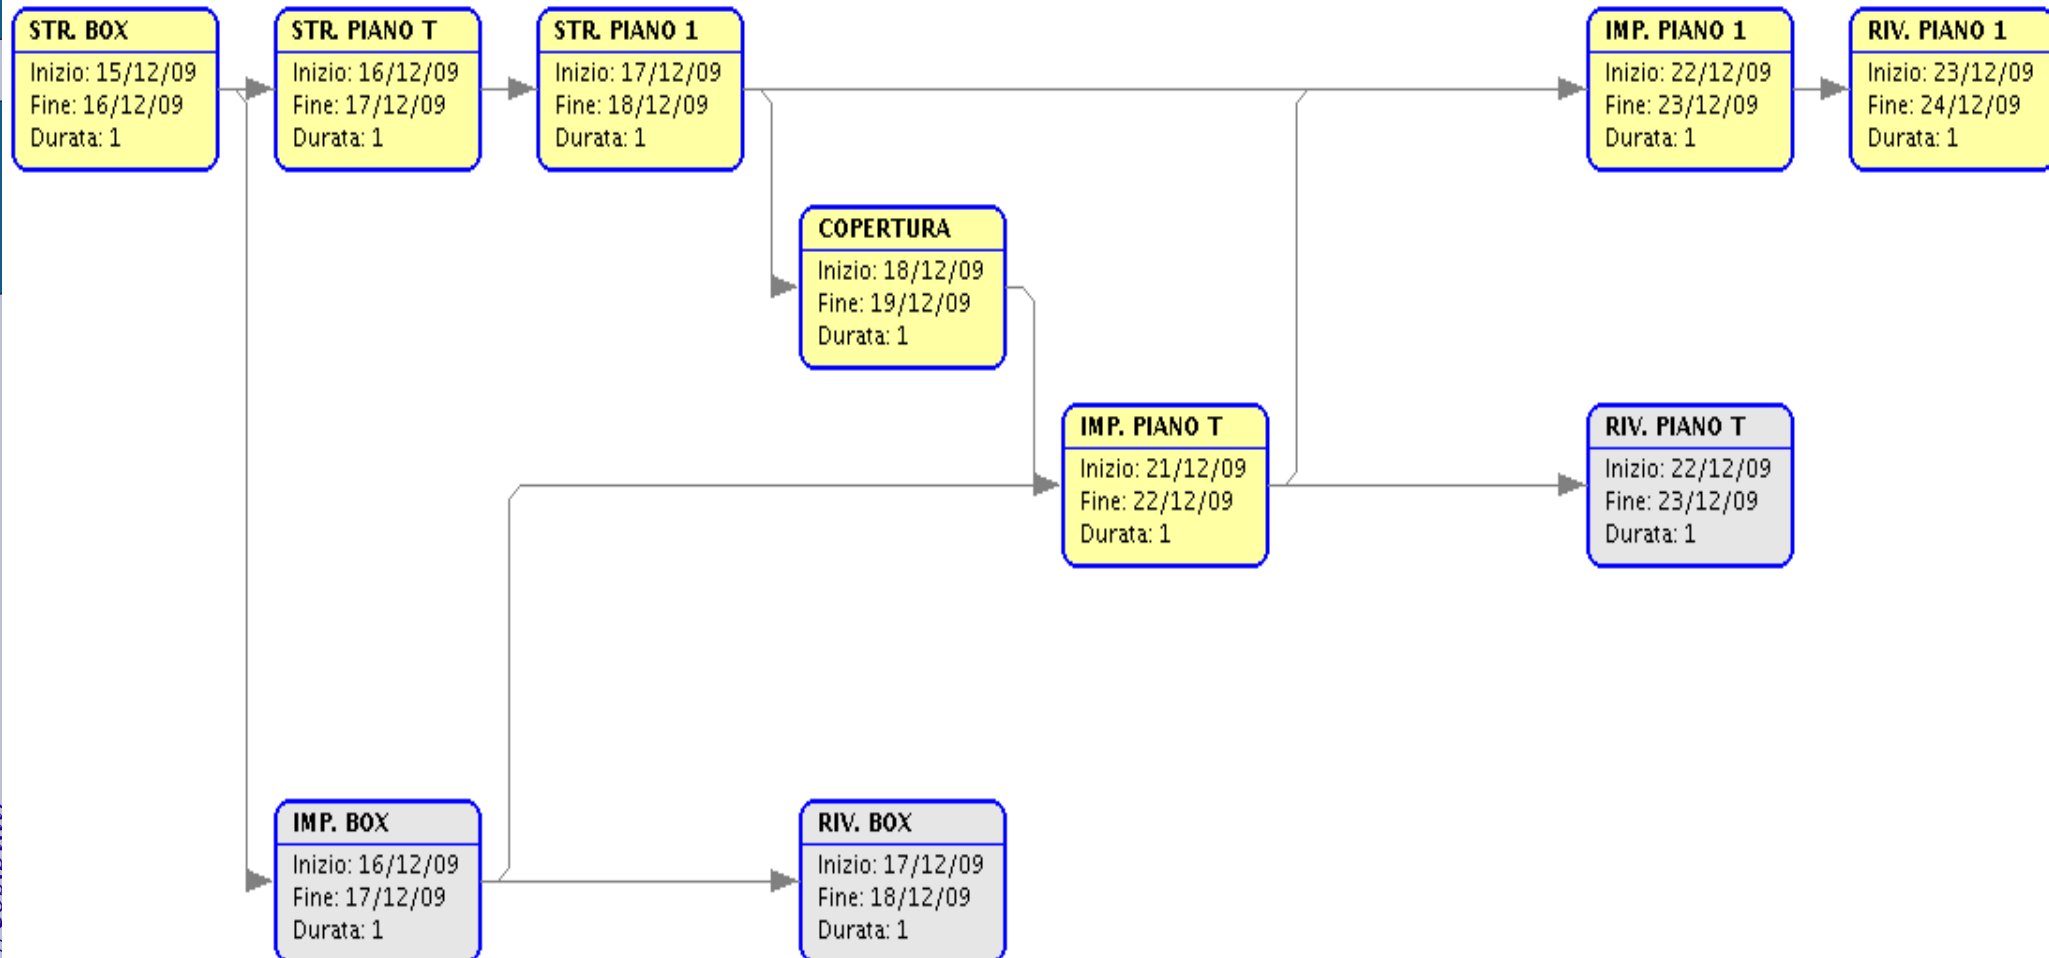 STR. BOX
Inizio: 15/12/09
Fine: 16/12/09
Durata: 1
STR. PIANO T
Inizio: 16/12/09
Fine: 17/12/09
Durata: 1
STR. PIANO 1
Inizio: 17/12/09
Fine: 18/12/09
Durata: 1
IMP. PIANO 1
Inizio: 22/12/09
Fine: 23/12/09
Durata: 1
RIV. PIANO 1
Inizio: 23/12/09
Fine: 24/12/09
Durata: 1
COPERTURA
Inizio: 18/12/09
Fine: 19/12/09
Durata: 1
IMP. PIANO T
Inizio: 21/12/09
Fine: 22/12/09
Durata: 1
RIV. PIANO T
Inizio: 22/12/09
Fine: 23/12/09
Durata: 1
IMP. BOX
Inizio: 16/12/09
Fine: 17/12/09
Durata: 1
RIV. BOX
Inizio: 17/12/09
Fine: 18/12/09
Durata: 1